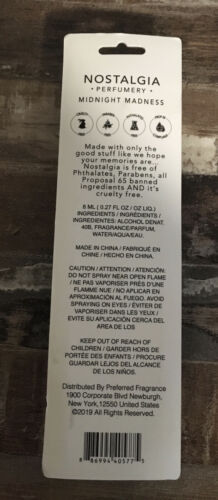 NOSTALGIA
• PERFUMERY •
MIDNIGHT MADNESS
Made with only the
good stuff like we hope
your memories are...
Nostalgia is free of
Phthalates, Parabens, all
Proposal 65 banned
ingredients AND it's
cruelty free.
8 ML (0.27 FL OZ / OZ LIQ.)
INGREDIENTS / INGRÉDIENTS /
INGREDIENTES: ALCOHOL DENAT.
40B, FRAGRANCE/PARFUM,
WATER/AQUA/EAU.
MADE IN CHINA / FABRIQUÉ EN
CHINE / HECHO EN CHINA.
CAUTION / ATTENTION / ATENCIÓN:
DO NOT SPRAY NEAR OPEN FLAME
/ NE PAS VAPORISER PRÈS D'UNE
FLAMME NUE / NO APLICAR EN
APROXIMACIÓN AL FUEGO. AVOID
SPRAYING ON EYES / ÉVITER DE
VAPORISER DANS LES YEUX /
EVITE SU APLICACIÓN CERCA DEL
AREA DE LOS
KEEP OUT OF REACH OF
CHILDREN / GARDER HORS DE
PORTÉE DES ENFANTS / PROCURE
GUARDAR LEJOS DEL ALCANCE
DE LOS NIÑOS.
Distributed By Preferred Fragrance
1900 Corporate Blvd Newburgh,
New York,12550 United States
©2019 All Rights Reserved.
8 86994 40577 5